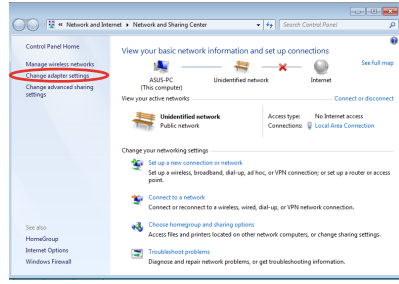 « Network and Internet ▸ Network and Sharing Center
Search Control Panel
Control Panel Home
Manage wireless networks
Change adapter settings
Change advanced sharing
settings
See also
HomeGroup
Internet Options
Windows Firewall
View your basic network information and set up connections
See full map
ASUS-PC
(This computer)
Unidentified network
Internet
View your active networks
Connect or disconnect
Unidentified network
Public network
Access type: No Internet access
Connections: Local Area Connection
Change your networking settings
Set up a new connection or network
Set up a wireless, broadband, dial-up, ad hoc, or VPN connection; or set up a router or access
point.
Connect to a network
Connect or reconnect to a wireless, wired, dial-up, or VPN network connection.
Choose homegroup and sharing options
Access files and printers located on other network computers, or change sharing settings.
Troubleshoot problems
Diagnose and repair network problems, or get troubleshooting information.